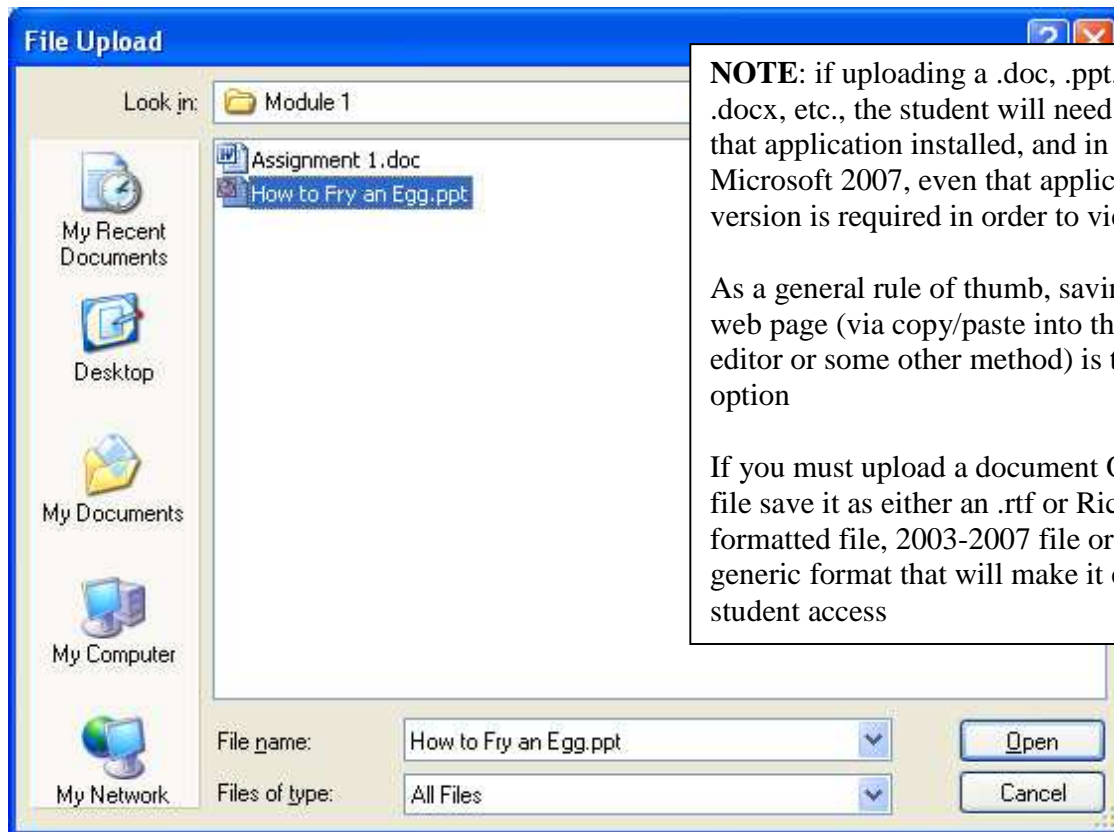 File Upload
Look in:
Module 1
Assignment 1.doc
How to Fry an Egg.ppt
My Recent
Documents
Desktop
My Documents
My Computer
My Network
File name:
How to Fry an Egg.ppt
Open
Files of type:
All Files
Cancel
NOTE: if uploading a .doc, .ppt
.docx, etc., the student will need
that application installed, and in
Microsoft 2007, even that
version is required in order to
As a general rule of thumb,
web page (via copy/paste into
editor or some other method) is
option
If you must upload a document
file save it as either an .rtf or
formatted file, 2003-2007 file or
generic format that will make it
student access